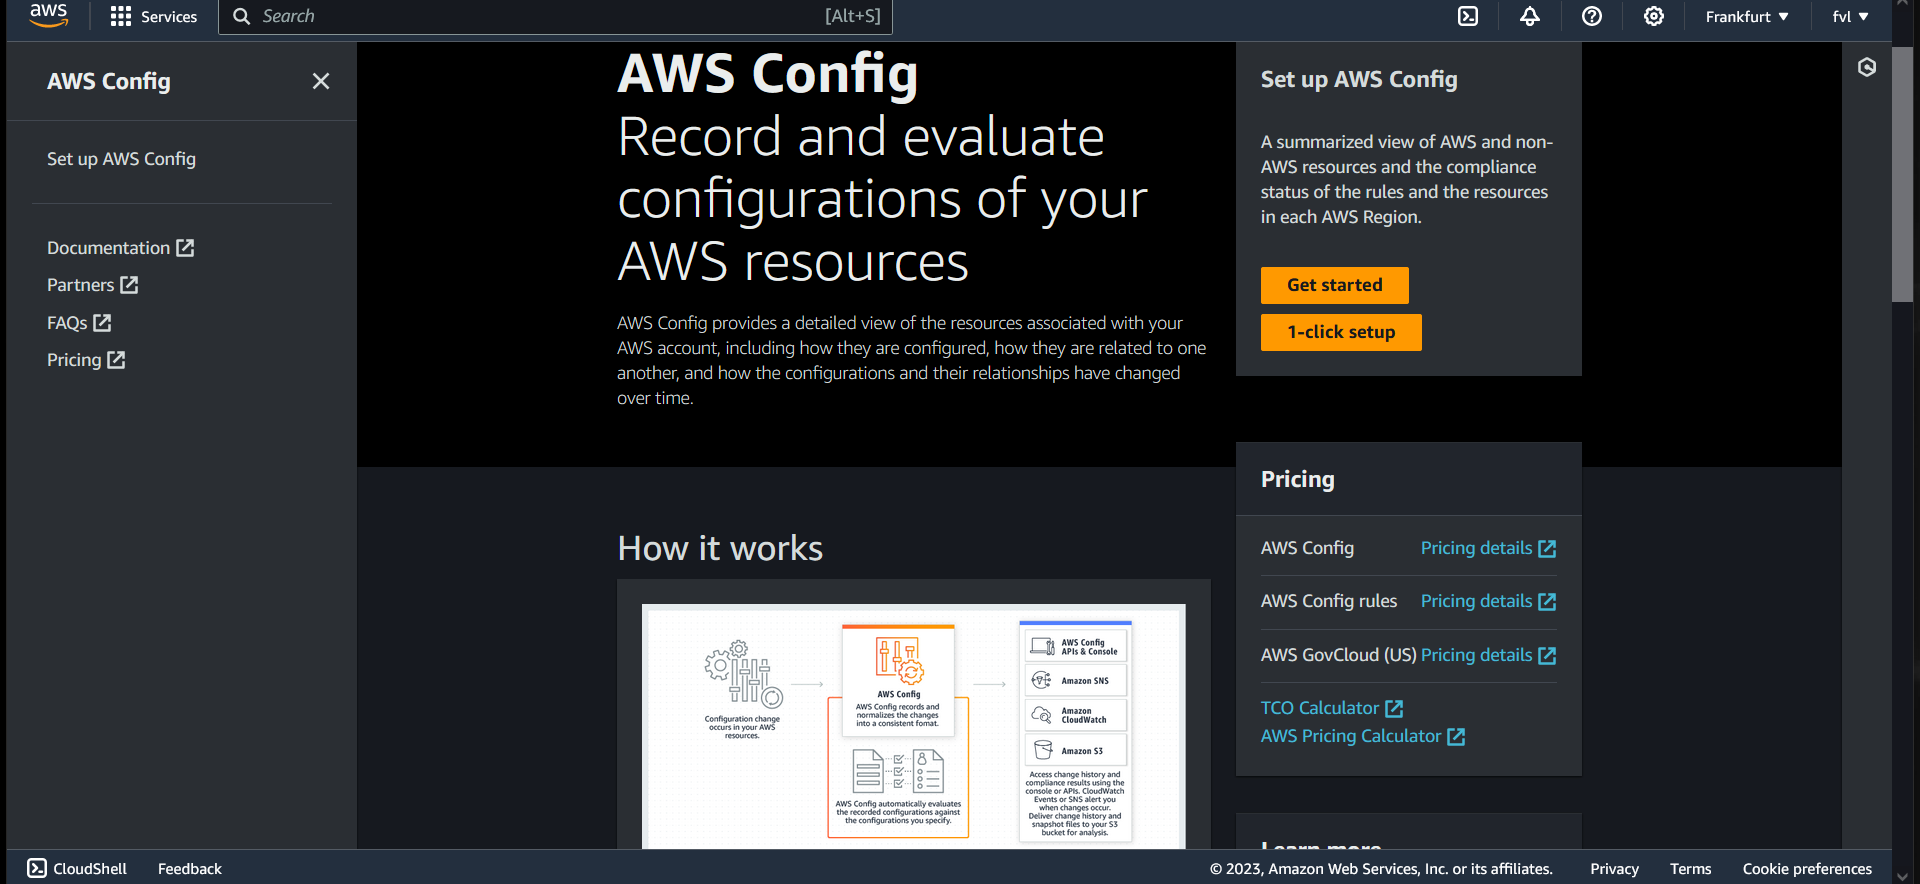 aws
Services
Search
[Alt+S]
Frankfurt
fvl
AWS Config
Set up AWS Config
Documentation
Partners
FAQs
Pricing
AWS Config
Record and evaluate
configurations of your
AWS resources
AWS Config provides a detailed view of the resources associated with your
AWS account, including how they are configured, how they are related to one
another, and how the configurations and their relationships have changed
over time.
Set up AWS Config
A summarized view of AWS and non-
AWS resources and the compliance
status of the rules and the resources
in each AWS Region.
Get started
1-click setup
How it works
Configuration change
occurs in your AWS
resources.
AWS Config
AWS Config records and
normalizes the changes
into a consistent fomat.
AWS Config automatically evaluates
the recorded configurations against
the configurations you specify.
AWS Config
APIs & Console
Amazon SNS
Amazon
CloudWatch
Amazon S3
Access change history and
compliance results using the
console or APIs. CloudWatch
Events or SNS alert you
when changes occur.
Deliver change history and
snapshot files to your S3
bucket for analysis.
Pricing
AWS Config Pricing details
AWS Config rules Pricing details
AWS GovCloud (US) Pricing details
TCO Calculator
AWS Pricing Calculator
Learn more
CloudShell
Feedback
© 2023, Amazon Web Services, Inc. or its affiliates.
Privacy
Terms
Cookie preferences